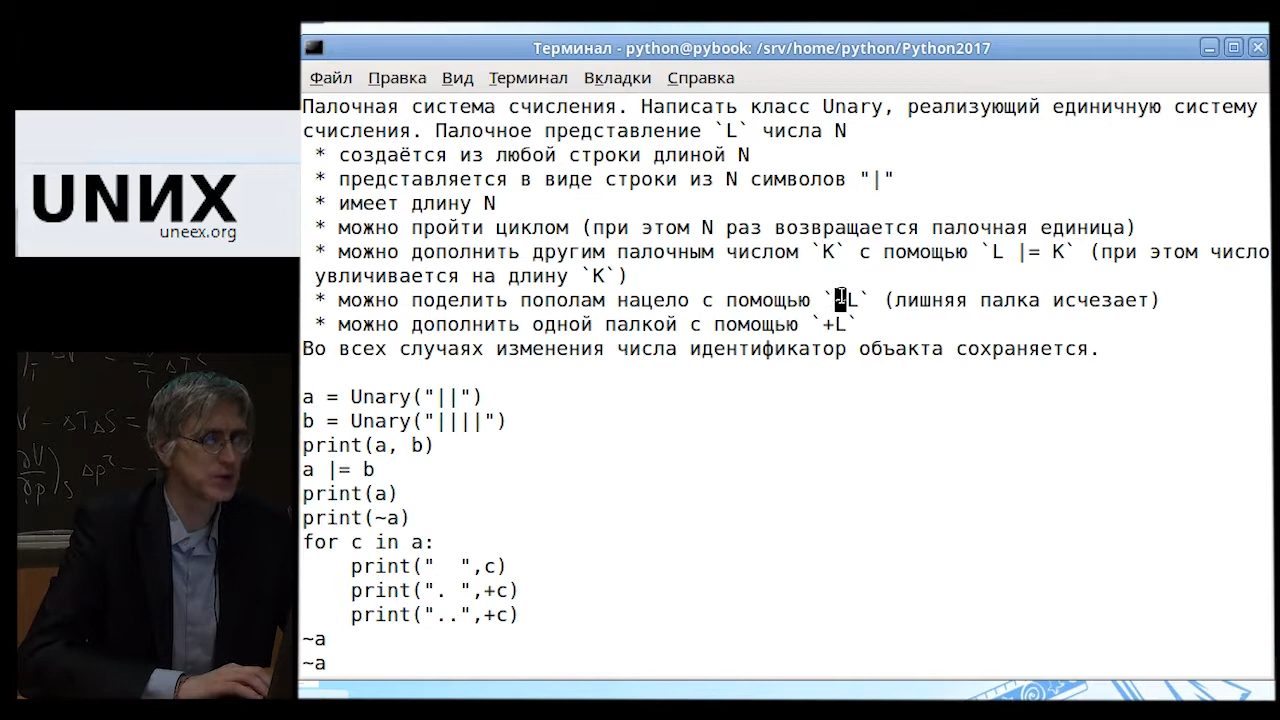 Терминал - python@pybook: /srv/home/python/Python2017
Файл Правка Вид Терминал Вкладки Справка
Палочная система счисления. Написать класс Unary, реализующий единичную систему
счисления. Палочное представление `L` числа N
* создаётся из любой строки длиной N
* представляется в виде строки из N символов "|"
* имеет длину N
* можно пройти циклом (при этом N раз возвращается палочная единица)
* можно дополнить другим палочным числом `K` с помощью `L |= K` (при этом число
увличивается на длину `K`)
* можно поделить пополам нацело с помощью ` L` (лишняя палка исчезает)
* можно дополнить одной палкой с помощью `+L`
Во всех случаях изменения числа идентификатор объакта сохраняется.
a = Unary("||")
b = Unary("||||")
print(a, b)
a |= b
print(a)
print(~a)
for c in a:
    print("  ",c)
    print(". ",+c)
    print("..",+c)
~a
~a
UNИX
uneex.org